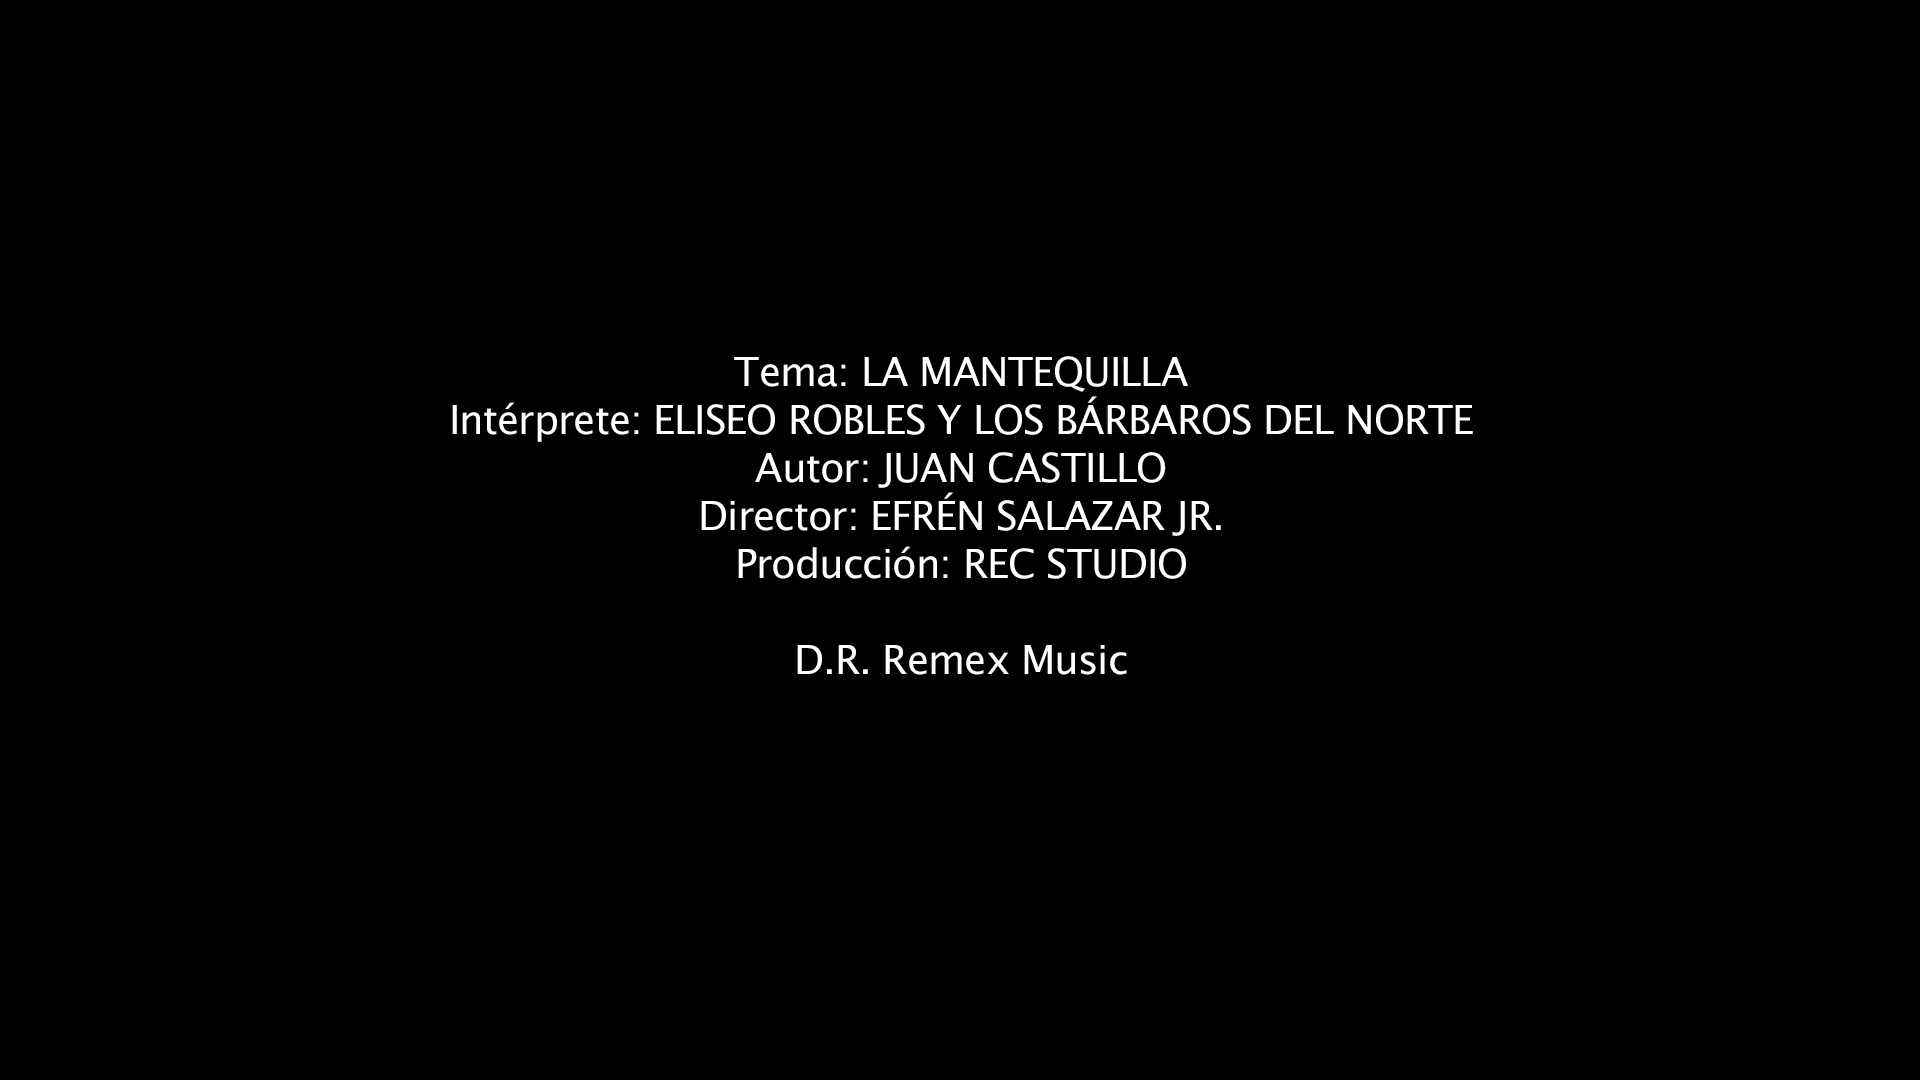 Tema: LA MANTEQUILLA
Intérprete: ELISEO ROBLES Y LOS BÁRBAROS DEL NORTE
Autor: JUAN CASTILLO
Director: EFRÉN SALAZAR JR.
Producción: REC STUDIO
D.R. Remex Music